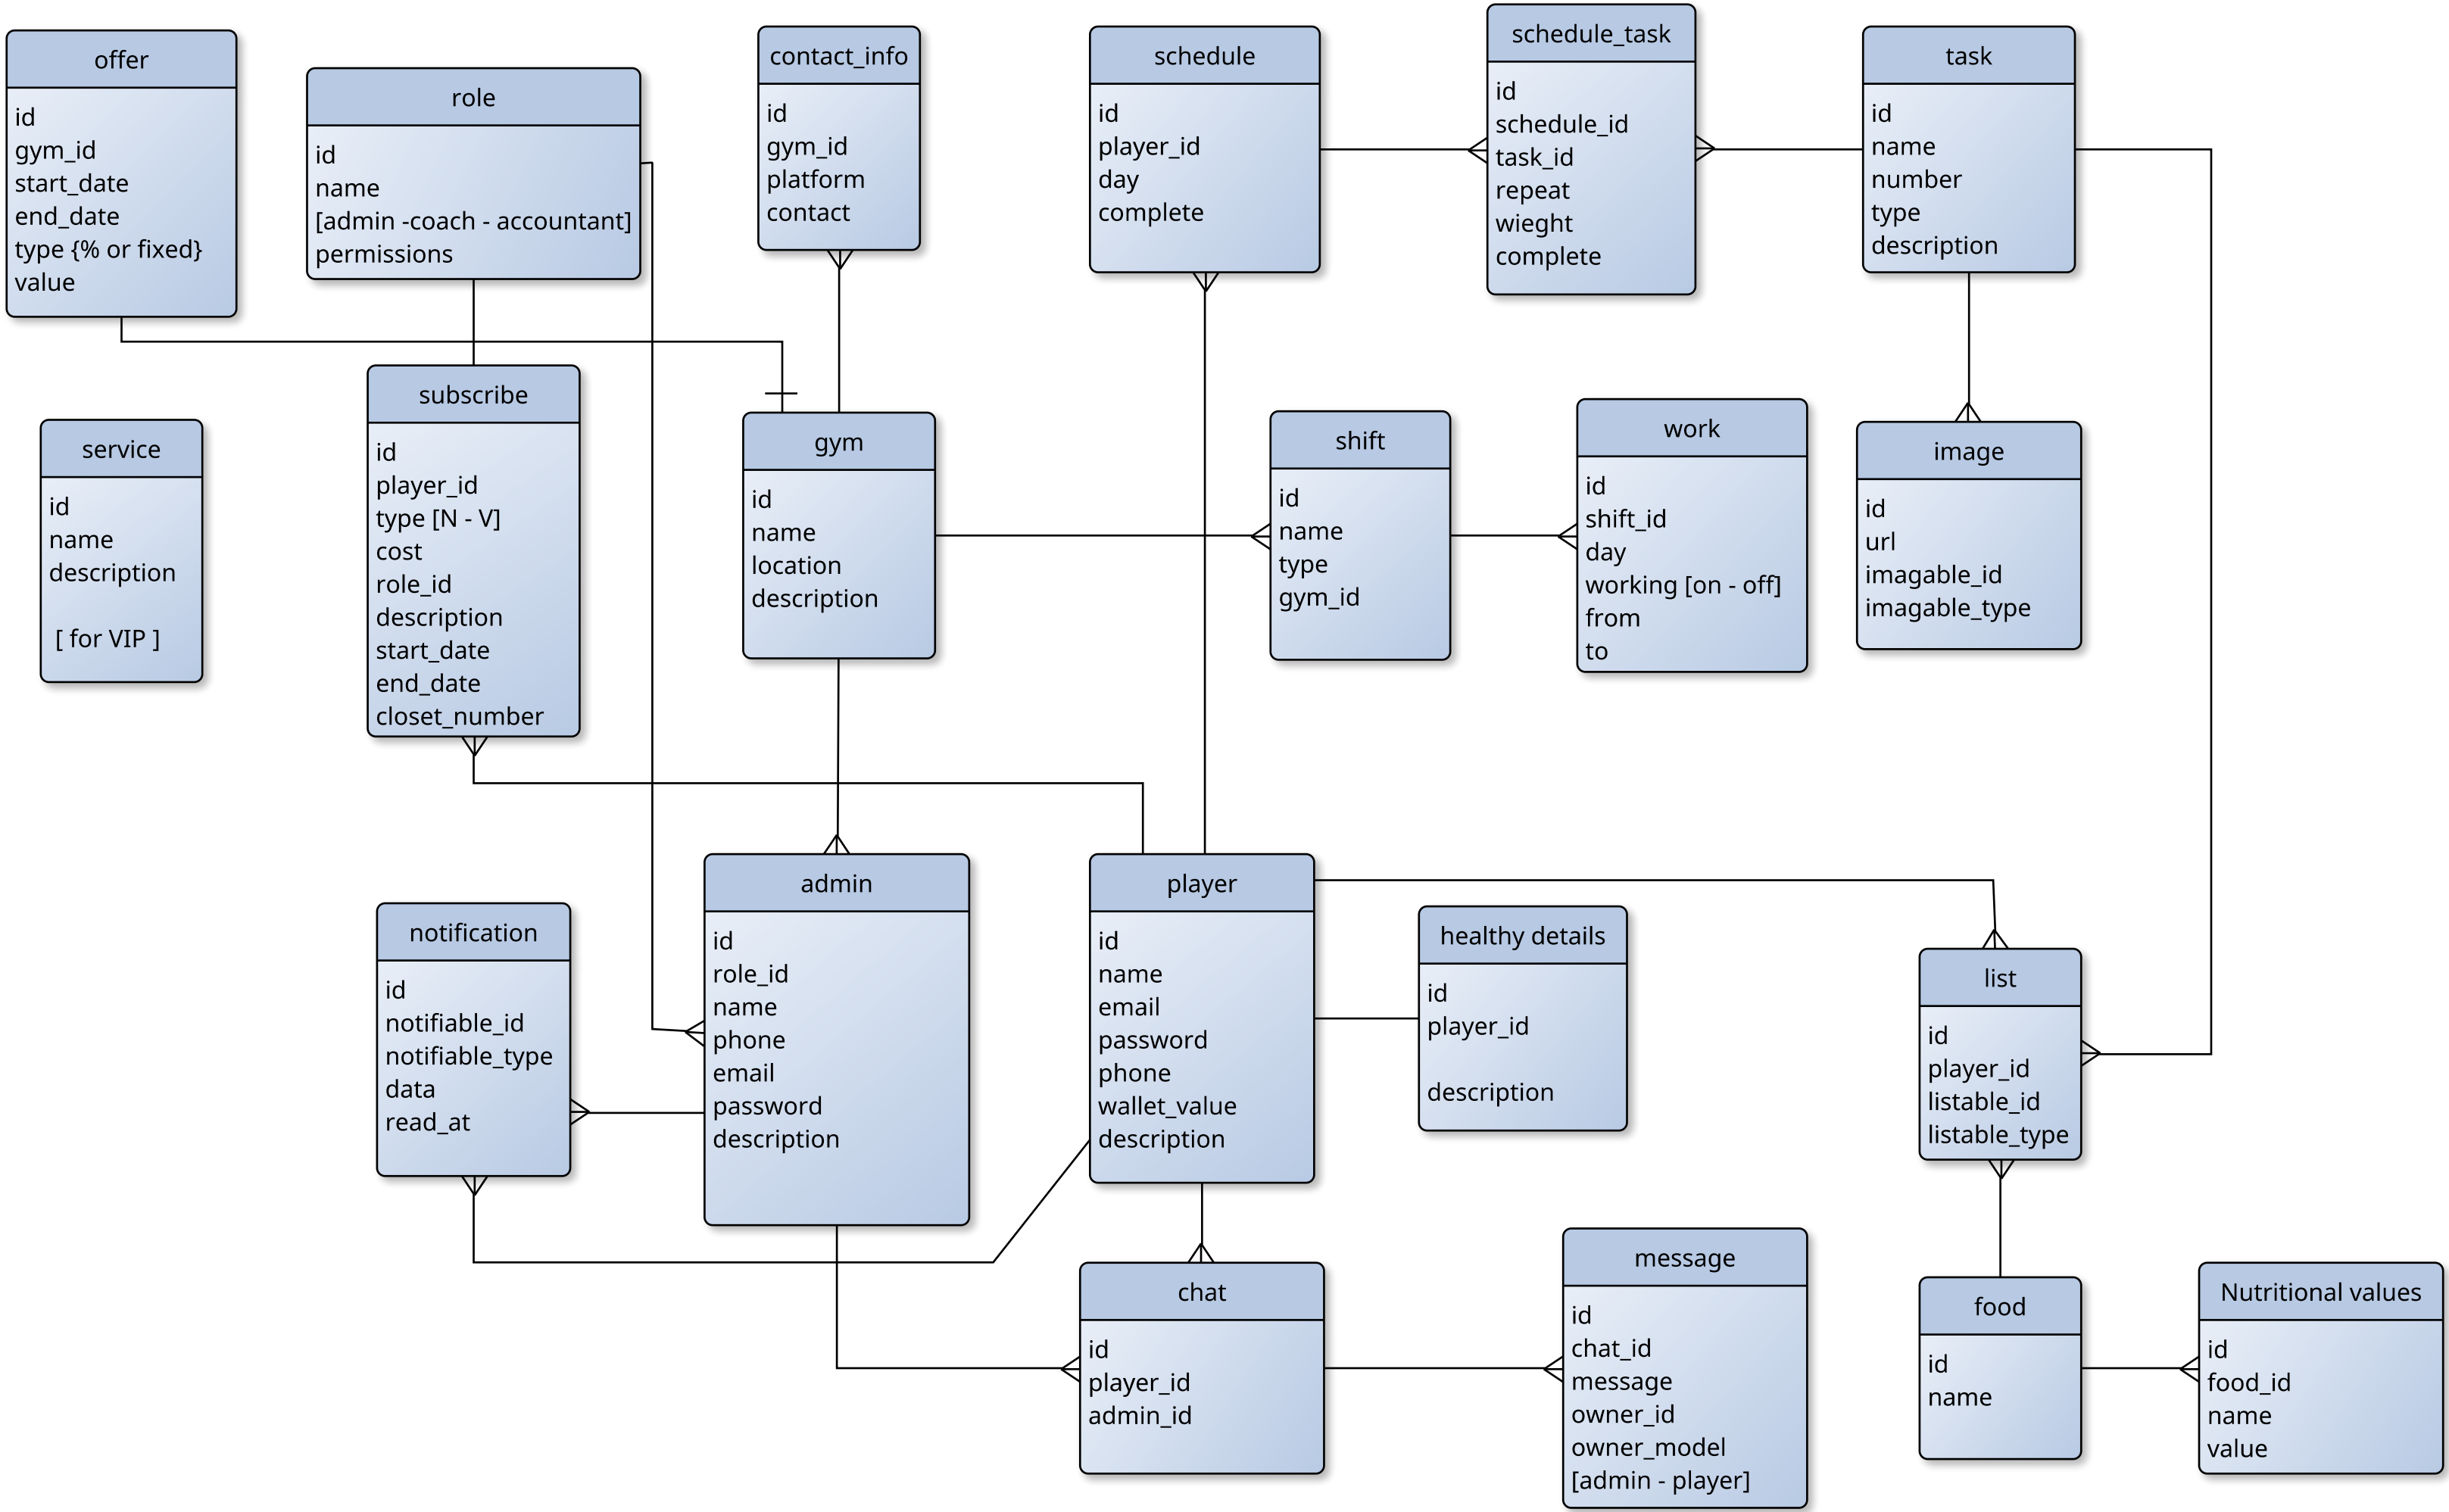 offer
id
gym_id
start_date
end_date
type {% or fixed}
value
role
id
name
[admin -coach - accountant]
permissions
contact_info
id
gym_id
platform
contact
schedule
id
player_id
day
complete
schedule_task
id
schedule_id
task_id
repeat
wieght
complete
task
id
name
number
type
description
service
id
name
description
[ for VIP ]
subscribe
id
player_id
type [N - V]
cost
role_id
description
start_date
end_date
closet_number
gym
id
name
location
description
shift
id
name
type
gym_id
work
id
shift_id
day
working [on - off]
from
to
image
id
url
imagable_id
imagable_type
notification
id
notifiable_id
notifiable_type
data
read_at
admin
id
role_id
name
phone
email
password
description
player
id
name
email
password
phone
wallet_value
description
healthy details
id
player_id
description
list
id
player_id
listable_id
listable_type
chat
id
player_id
admin_id
message
id
chat_id
message
owner_id
owner_model
[admin - player]
food
id
name
Nutritional values
id
food_id
name
value